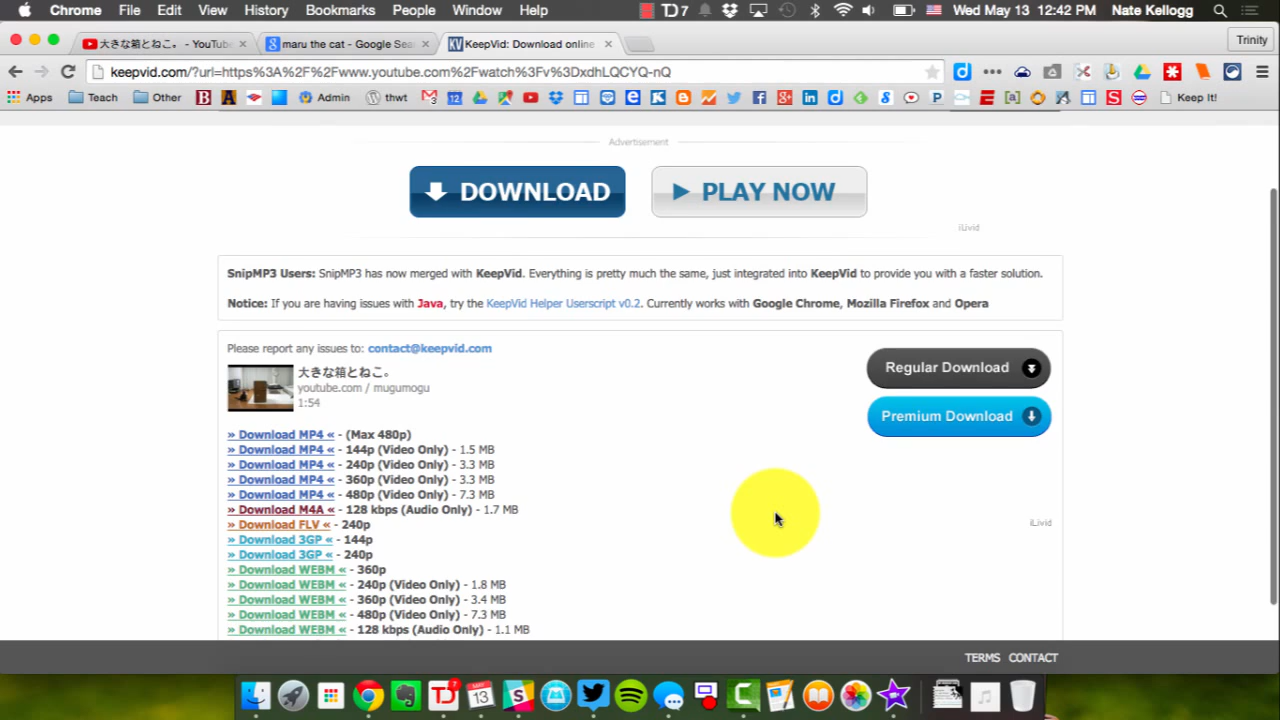 Chrome File Edit View History Bookmarks People Window Help 7 Wed May 13 12:42 PM Nate Kellogg
大きな箱とねこ。 - YouTube maru the cat - Google Sea KeepVid: Download online Trinity
keepvid.com/?url=https%3A%2F%2Fwww.youtube.com%2Fwatch%3Fv%3DxdhLQCYQ-nQ
Apps Teach Other Admin thwt Keep It!
Advertisement
DOWNLOAD PLAY NOW
iLivid
SnipMP3 Users: SnipMP3 has now merged with KeepVid. Everything is pretty much the same, just integrated into KeepVid to provide you with a faster solution.
Notice: If you are having issues with Java, try the KeepVid Helper Userscript v0.2. Currently works with Google Chrome, Mozilla Firefox and Opera
Please report any issues to: contact@keepvid.com
大きな箱とねこ。
youtube.com / mugumogu
1:54
Regular Download
Premium Download
» Download MP4 « - (Max 480p)
» Download MP4 « - 144p (Video Only) - 1.5 MB
» Download MP4 « - 240p (Video Only) - 3.3 MB
» Download MP4 « - 360p (Video Only) - 3.3 MB
» Download MP4 « - 480p (Video Only) - 7.3 MB
» Download M4A « - 128 kbps (Audio Only) - 1.7 MB
» Download FLV « - 240p
» Download 3GP « - 144p
» Download 3GP « - 240p
» Download WEBM « - 360p
» Download WEBM « - 240p (Video Only) - 1.8 MB
» Download WEBM « - 360p (Video Only) - 3.4 MB
» Download WEBM « - 480p (Video Only) - 7.3 MB
» Download WEBM « - 128 kbps (Audio Only) - 1.1 MB
iLivid
TERMS CONTACT